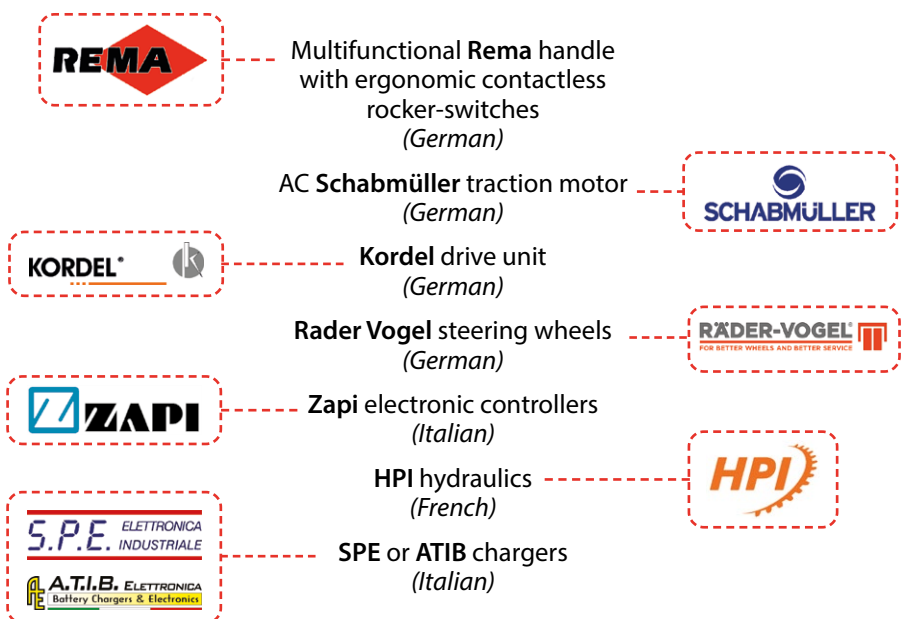 REMA
Multifunctional Rema handle
with ergonomic contactless
rocker-switches
(German)
AC Schabmüller traction motor
(German)
SCHABMÜLLER
KORDEL®
k
Kordel drive unit
(German)
Rader Vogel steering wheels
(German)
RÄDER-VOGEL®
FOR BETTER WHEELS AND BETTER SERVICE
Z ZAPI
Zapi electronic controllers
(Italian)
HPI hydraulics
(French)
HPI
S.P.E. ELETTRONICA
INDUSTRIALE
SPE or ATIB chargers
(Italian)
AE A.T.I.B. ELETTRONICA
Battery Chargers & Electronics